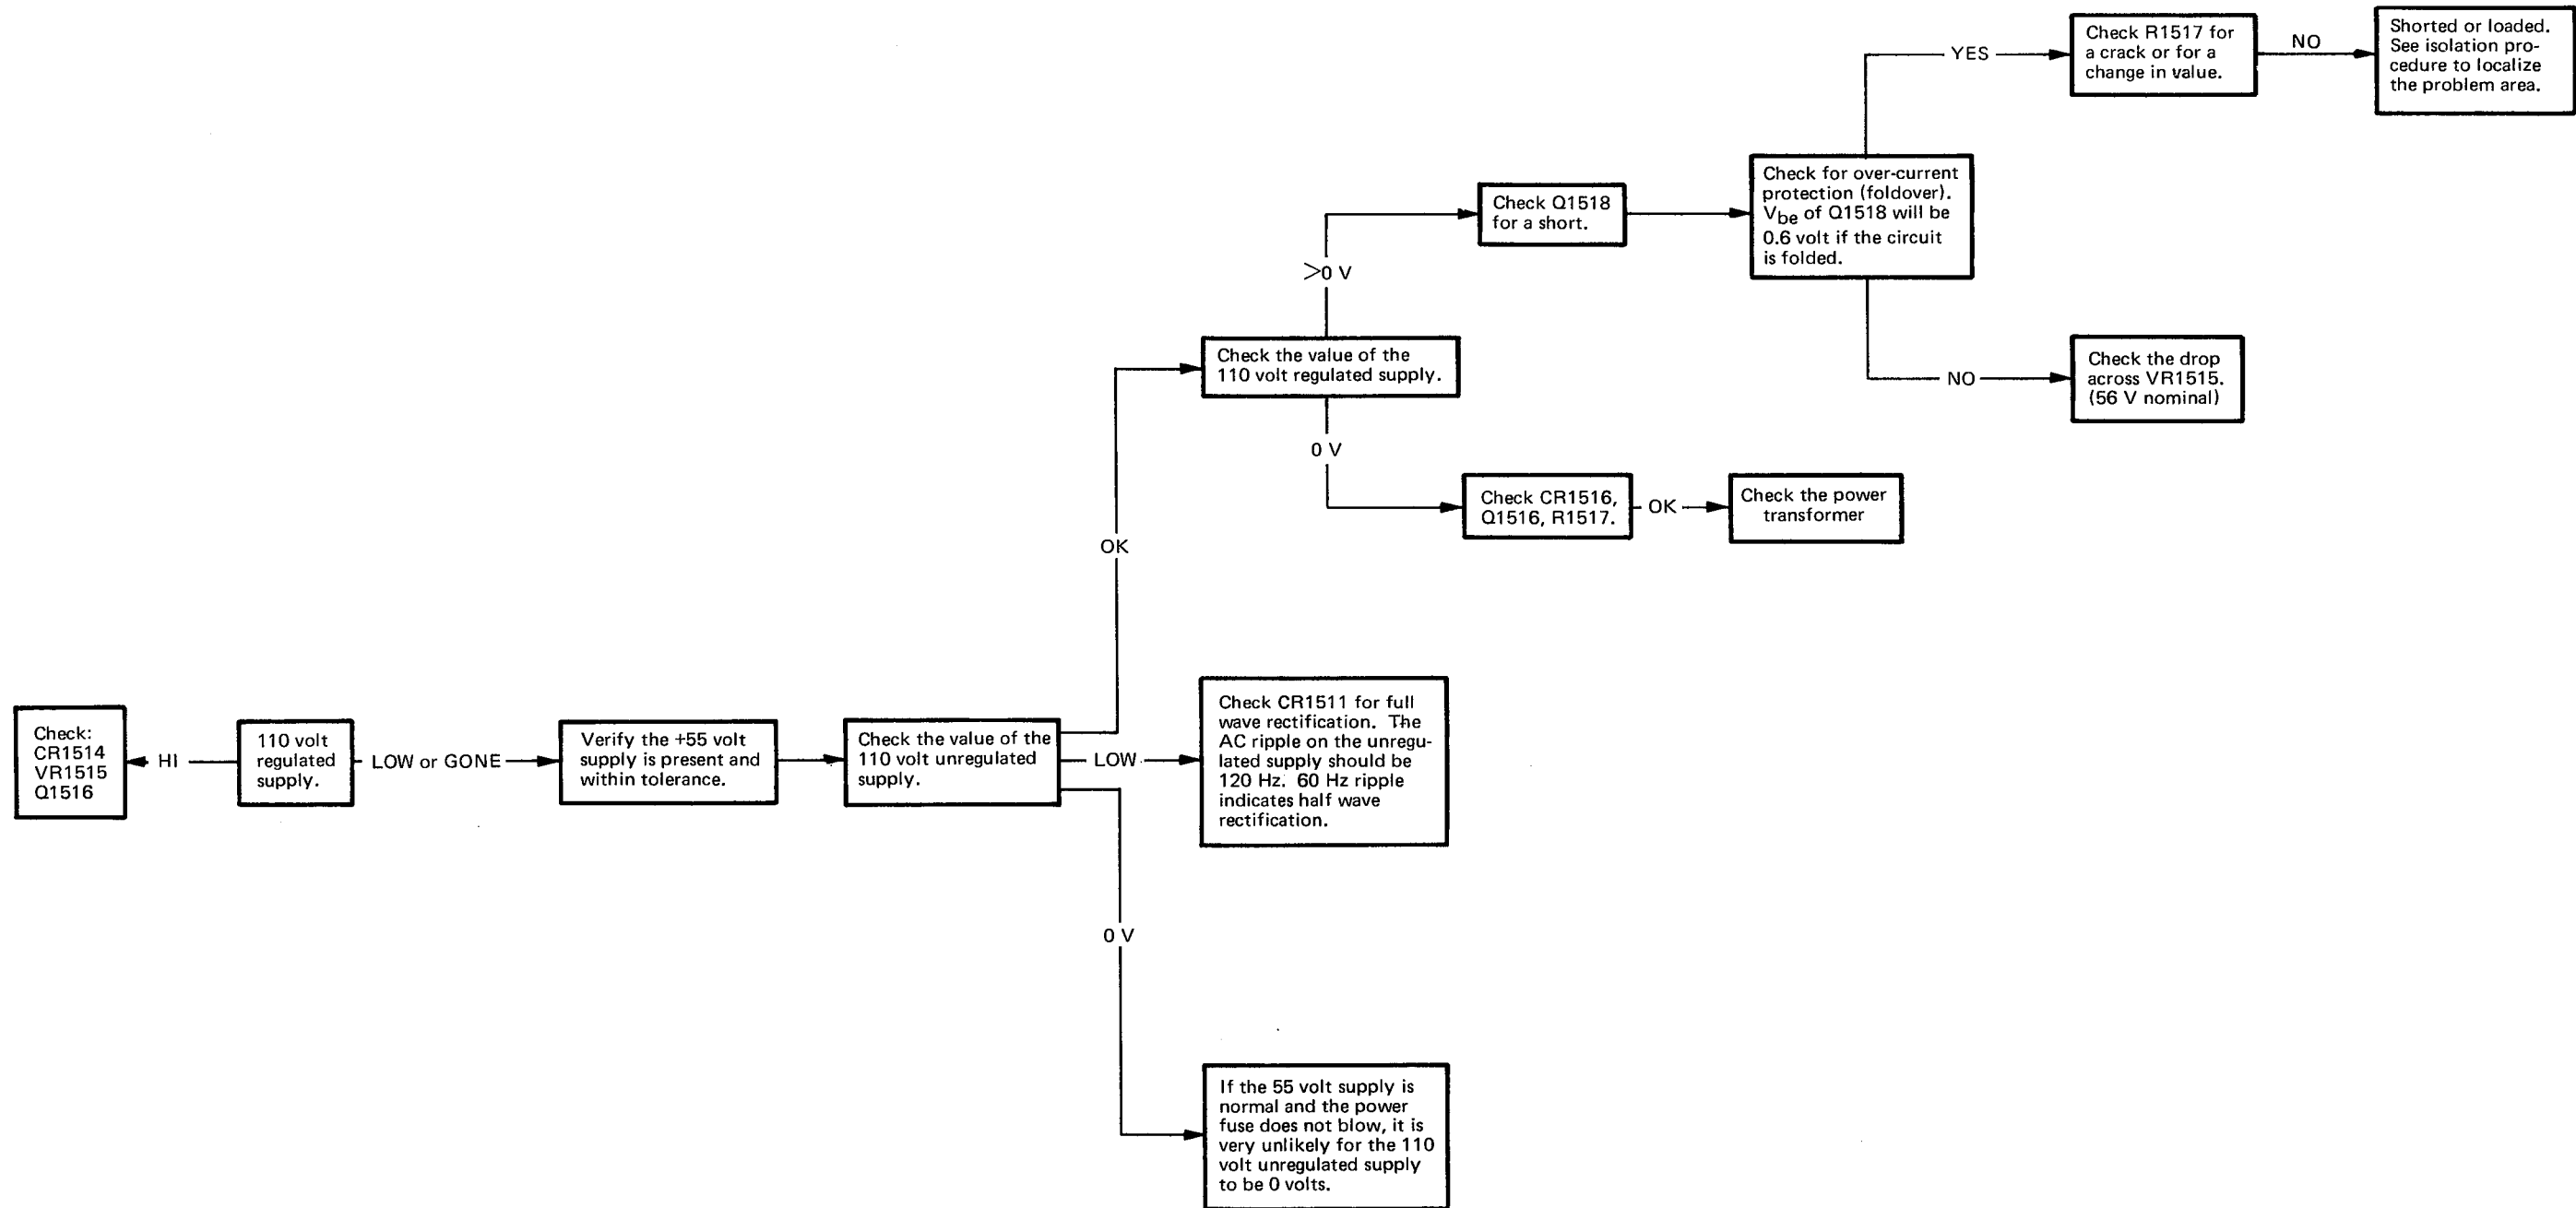 Check:
CR1514
VR1515
Q1516
HI
110 volt
regulated
supply.
LOW or GONE
Verify the +55 volt
supply is present and
within tolerance.
Check the value of the
110 volt unregulated
supply.
OK
LOW
0 V
Check the value of the
110 volt regulated supply.
>0 V
0 V
Check Q1518
for a short.
Check for over-current
protection (foldover).
Vbe of Q1518 will be
0.6 volt if the circuit
is folded.
YES
Check R1517 for
a crack or for a
change in value.
NO
Shorted or loaded.
See isolation pro-
cedure to localize
the problem area.
NO
Check the drop
across VR1515.
(56 V nominal)
Check CR1516,
Q1516, R1517.
OK
Check the power
transformer
Check CR1511 for full
wave rectification. The
AC ripple on the unregu-
lated supply should be
120 Hz. 60 Hz ripple
indicates half wave
rectification.
If the 55 volt supply is
normal and the power
fuse does not blow, it is
very unlikely for the 110
volt unregulated supply
to be 0 volts.